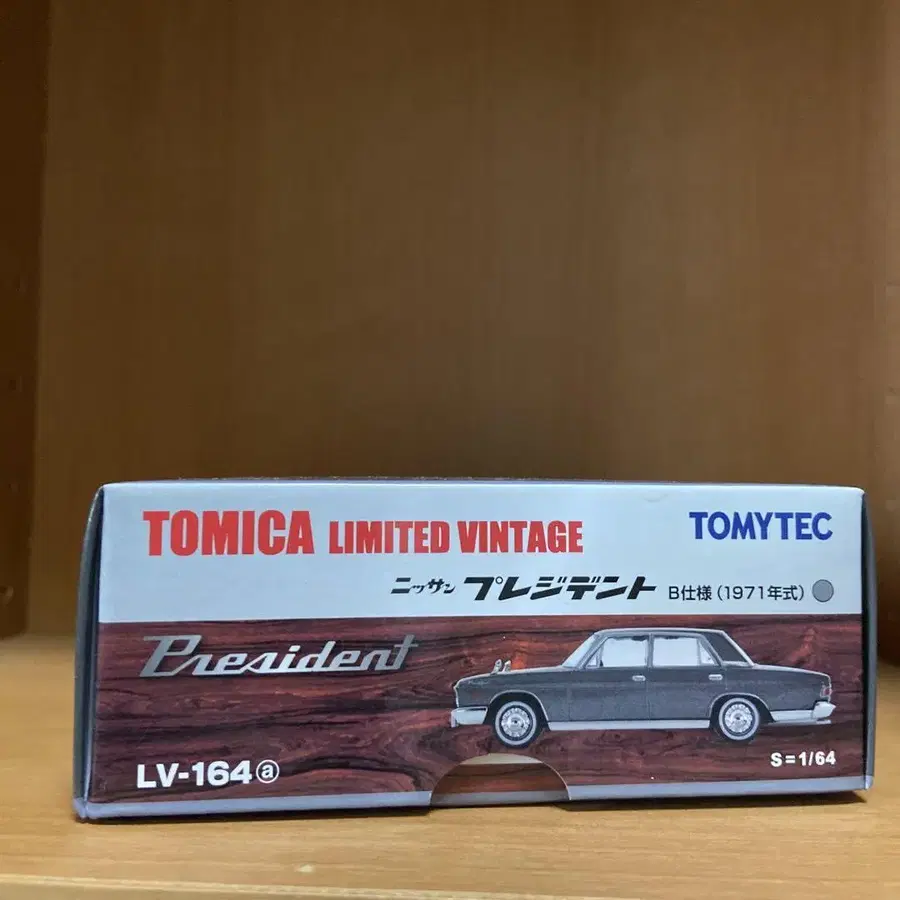 TOMICA LIMITED VINTAGE
TOMYTEC
ニッサン プレジデント B仕様(1971年式)
President
LV-164ⓐ
S=1/64